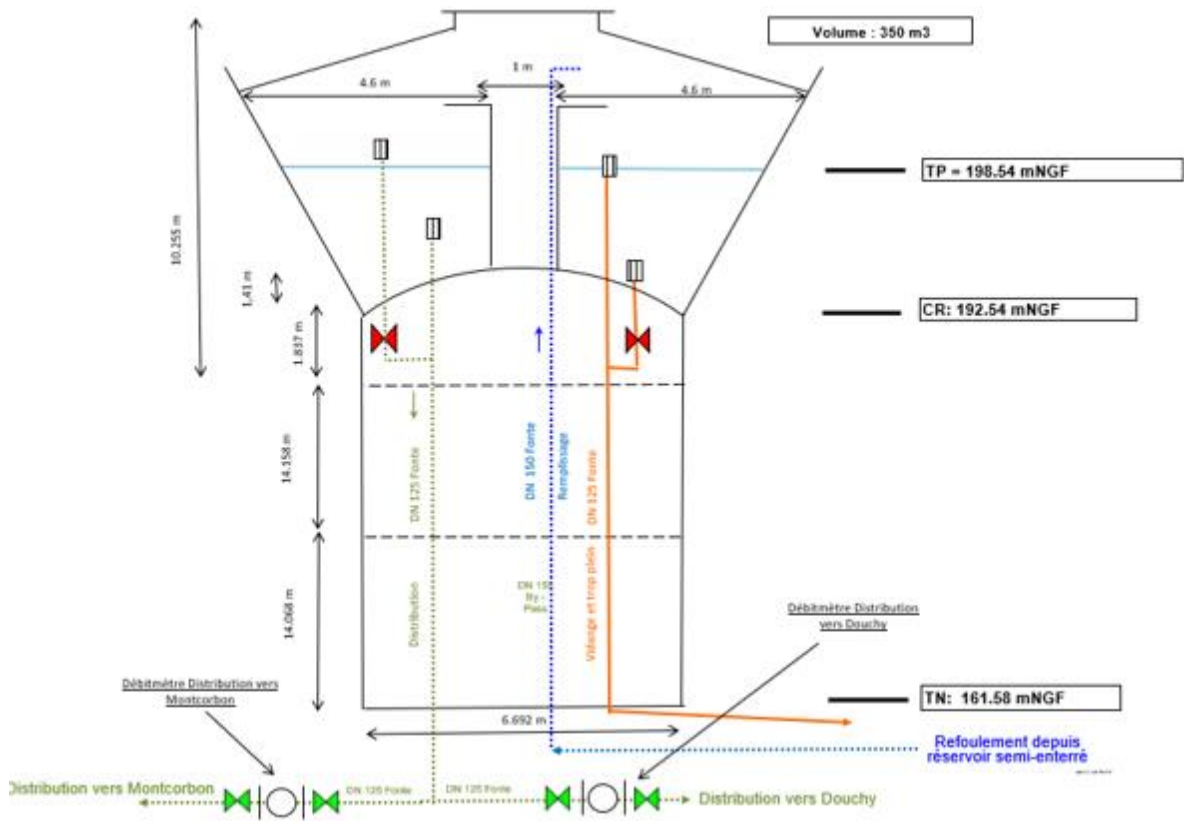 Volume : 350 m3
1 m
4.6 m
4.6 m
TP = 198.54 mNGF
10.255 m
1.41 m
CR: 192.54 mNGF
1.837 m
14.158 m
DN 125 Fonte
DN 150 Fonte
Remplissage
DN 125 Fonte
14.068 m
Distribution
DN 15
By -
Pass
Vidange et trop plein
Débitmètre Distribution
vers Douchy
Débitmètre Distribution vers
Montcorbon
TN: 161.58 mNGF
6.692 m
Refoulement depuis
réservoir semi-enterré
Distribution vers Montcorbon
DN 125 Fonte
DN 125 Fonte
Distribution vers Douchy